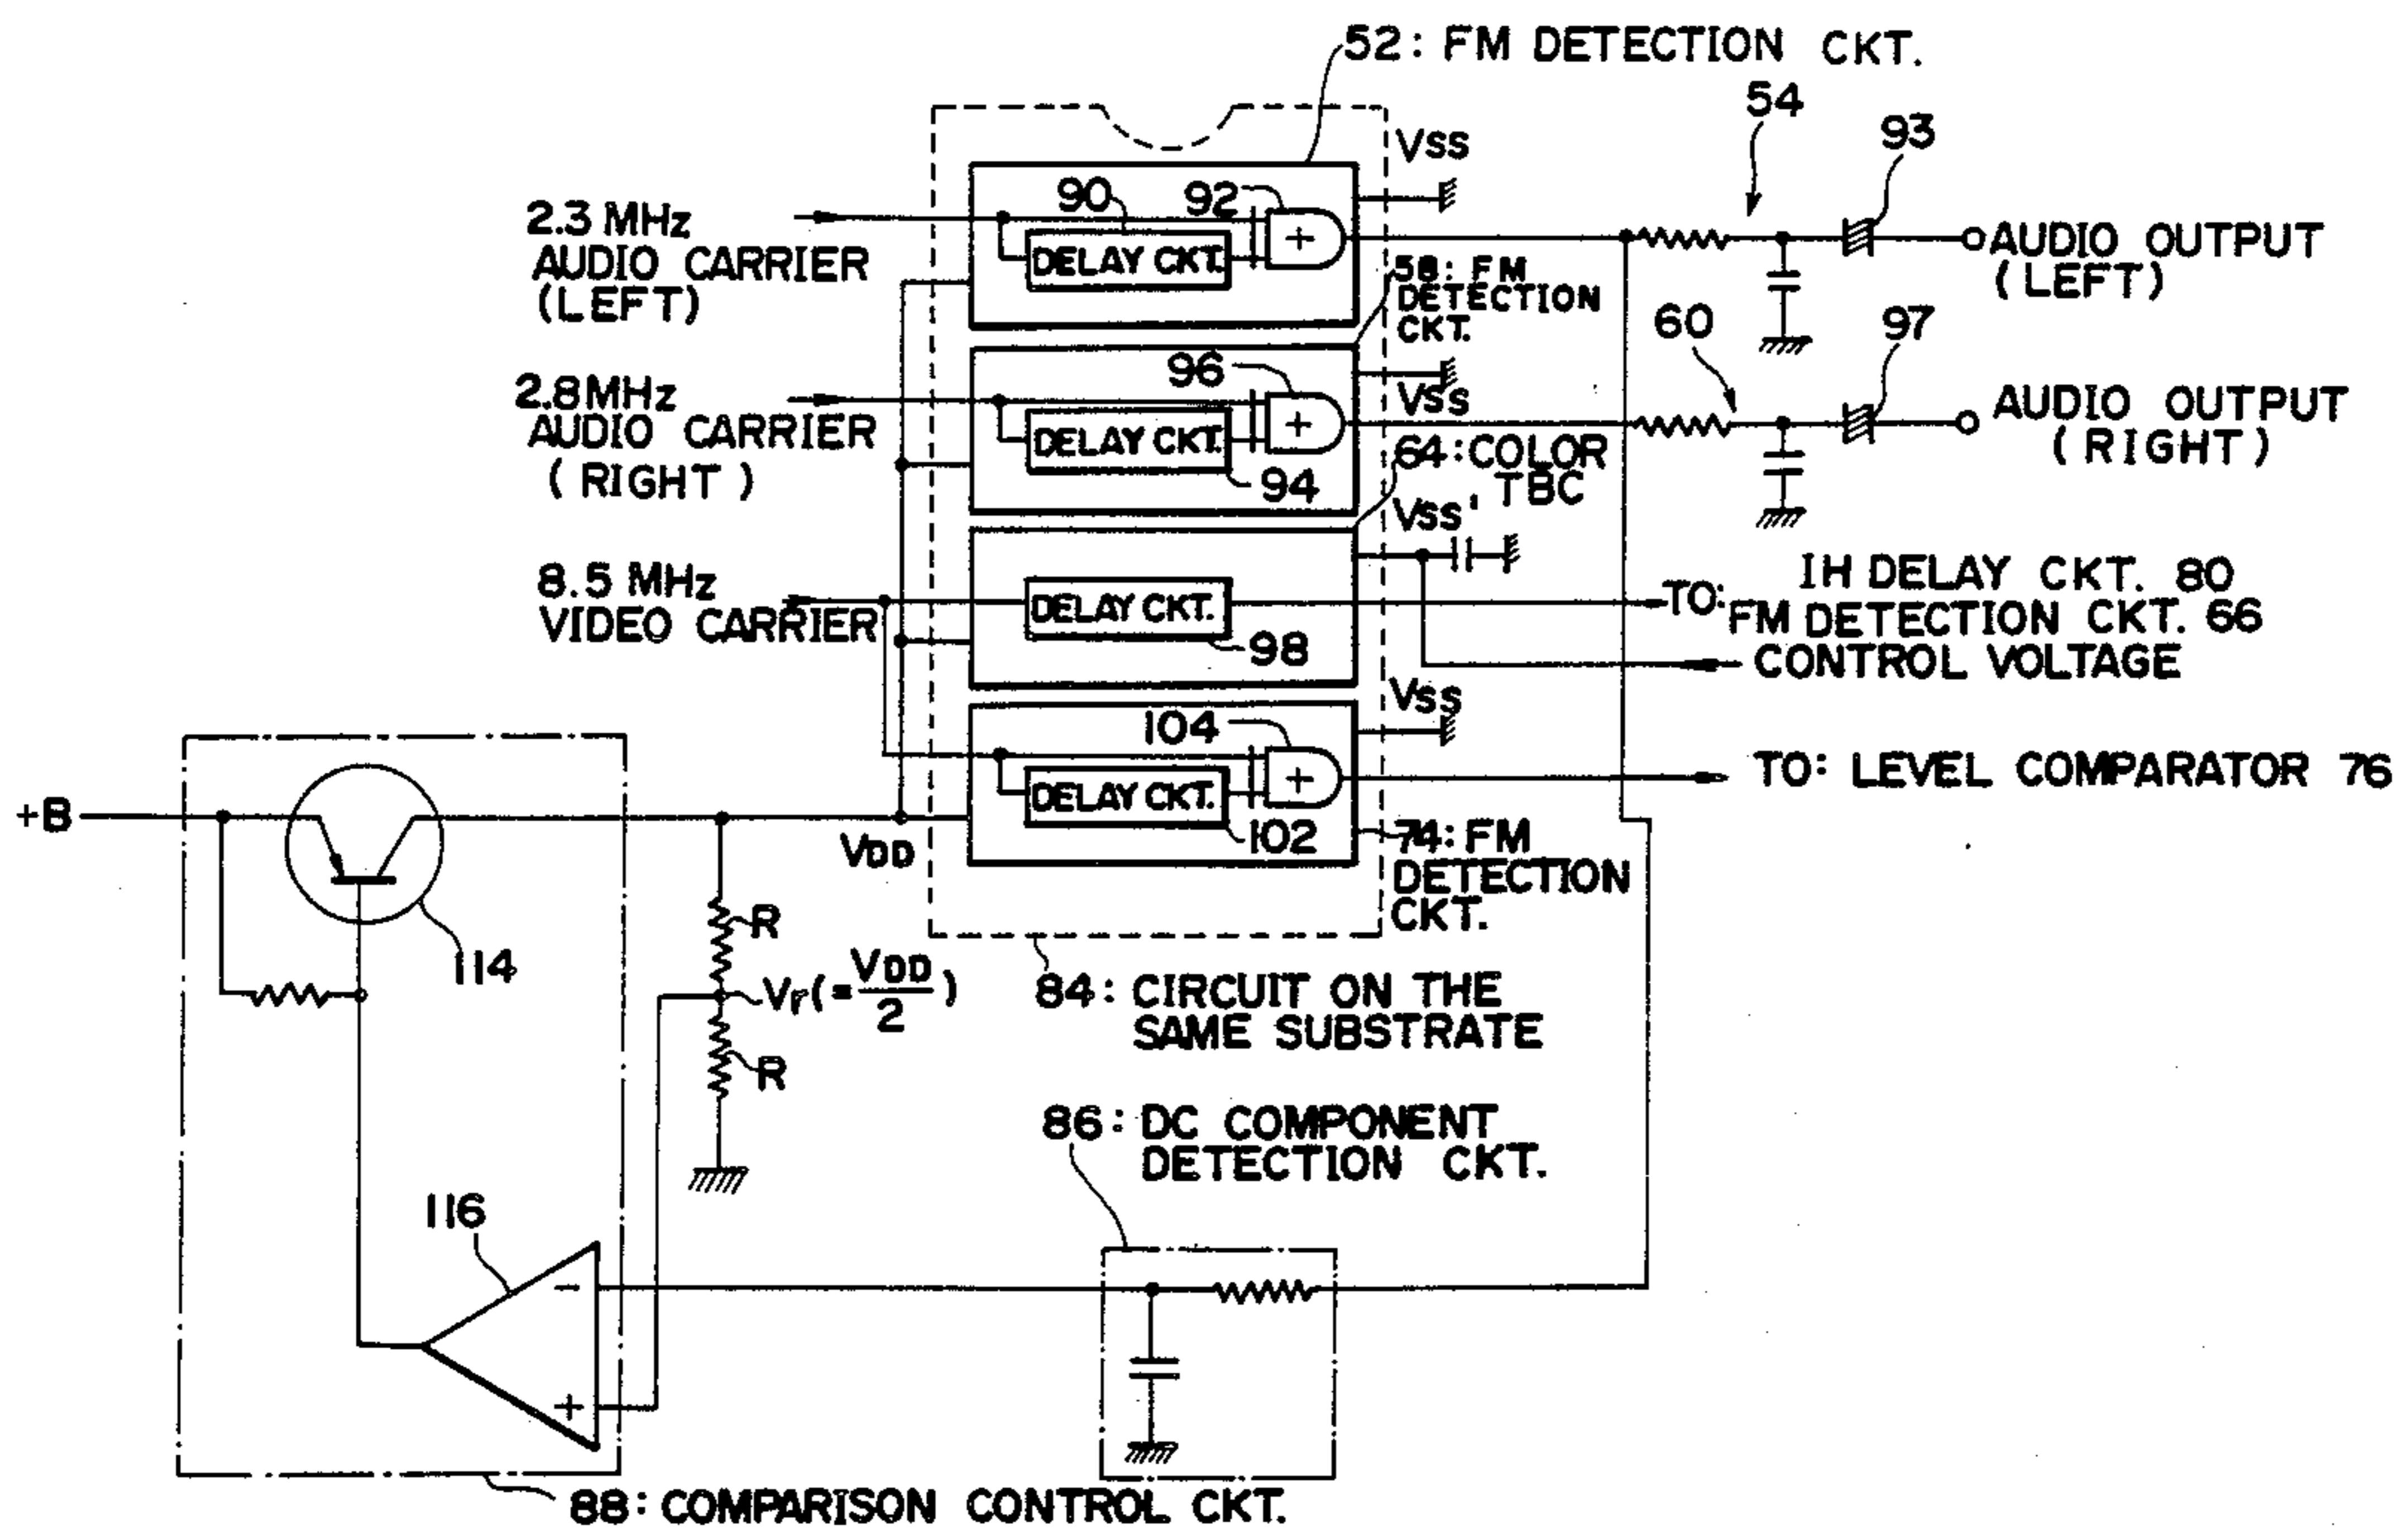 52: FM DETECTION CKT.
54
93
VSS
90
92
2.3 MHz
AUDIO CARRIER
(LEFT)
DELAY CKT.
+
AUDIO OUTPUT
(LEFT)
58: FM
DETECTION
CKT.
60
97
96
VSS
2.8MHz
AUDIO CARRIER
(RIGHT)
DELAY CKT.
+
94
AUDIO OUTPUT
(RIGHT)
64: COLOR
TBC
VSS'
8.5 MHz
VIDEO CARRIER
DELAY CKT.
98
TO: 1H DELAY CKT. 80
FM DETECTION CKT. 66
CONTROL VOLTAGE
VSS
104
+
DELAY CKT.
102
TO: LEVEL COMPARATOR 76
+B
VDD
74: FM
DETECTION
CKT.
114
R
Vr(=VDD/2)
R
84: CIRCUIT ON THE
SAME SUBSTRATE
86: DC COMPONENT
DETECTION CKT.
116
-
+
88: COMPARISON CONTROL CKT.